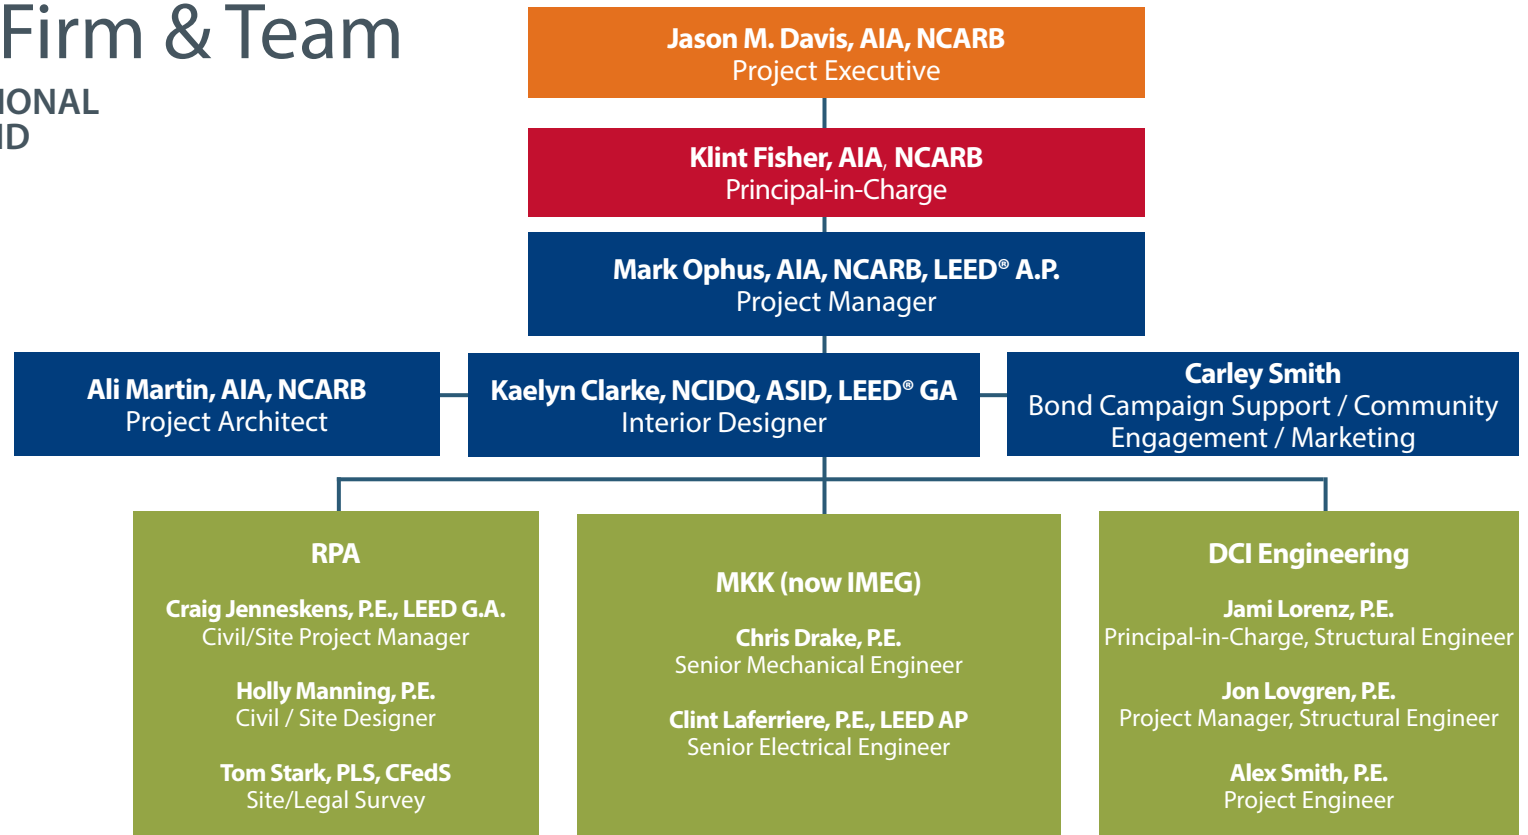 Firm & Team
IONAL
ID
Jason M. Davis, AIA, NCARB
Project Executive
Klint Fisher, AIA, NCARB
Principal-in-Charge
Mark Ophus, AIA, NCARB, LEED® A.P.
Project Manager
Ali Martin, AIA, NCARB
Project Architect
Kaelyn Clarke, NCIDQ, ASID, LEED® GA
Interior Designer
Carley Smith
Bond Campaign Support / Community
Engagement / Marketing
RPA
Craig Jenneskens, P.E., LEED G.A.
Civil/Site Project Manager
Holly Manning, P.E.
Civil / Site Designer
Tom Stark, PLS, CFedS
Site/Legal Survey
MKK (now IMEG)
Chris Drake, P.E.
Senior Mechanical Engineer
Clint Laferriere, P.E., LEED AP
Senior Electrical Engineer
DCI Engineering
Jami Lorenz, P.E.
Principal-in-Charge, Structural Engineer
Jon Lovgren, P.E.
Project Manager, Structural Engineer
Alex Smith, P.E.
Project Engineer